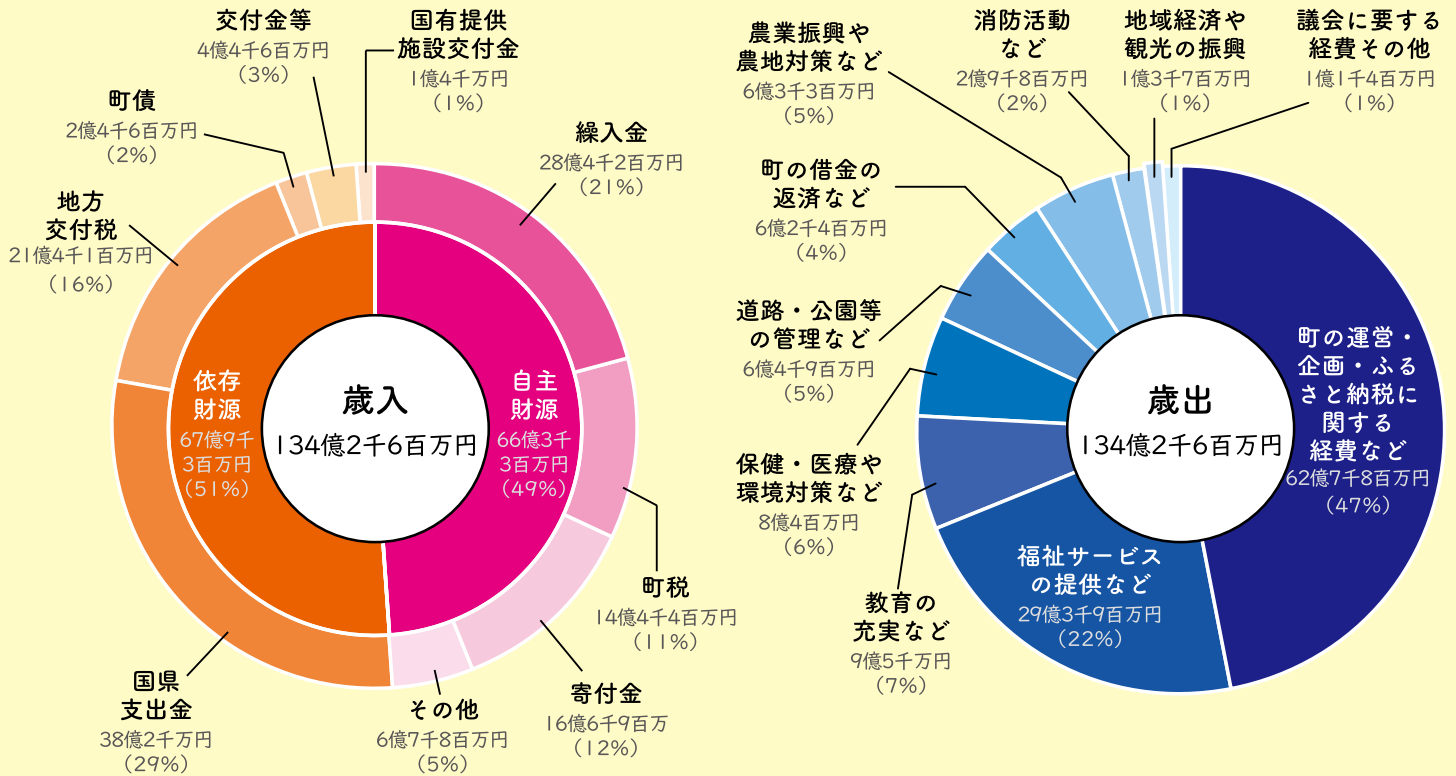 交付金等
4億4千6百万円
(3%)
国有提供
施設交付金
1億4千万円
(1%)
町債
2億4千6百万円
(2%)
地方
交付税
21億4千1百万円
(16%)
繰入金
28億4千2百万円
(21%)
依存
財源
67億9千
3百万円
(51%)
歳入
134億2千6百万円
自主
財源
66億3千
3百万円
(49%)
町税
14億4千4百万円
(11%)
国県
支出金
38億2千万円
(29%)
その他
6億7千8百万円
(5%)
寄付金
16億6千9百万
(12%)
農業振興や
農地対策など
6億3千3百万円
(5%)
消防活動
など
2億9千8百万円
(2%)
地域経済や
観光の振興
1億3千7百万円
(1%)
議会に要する
経費その他
1億1千4百万円
(1%)
町の借金の
返済など
6億2千4百万円
(4%)
道路・公園等
の管理など
6億4千9百万円
(5%)
保健・医療や
環境対策など
8億4百万円
(6%)
教育の
充実など
9億5千万円
(7%)
福祉サービス
の提供など
29億3千9百万円
(22%)
歳出
134億2千6百万円
町の運営・
企画・ふる
さと納税に
関する
経費など
62億7千8百万円
(47%)